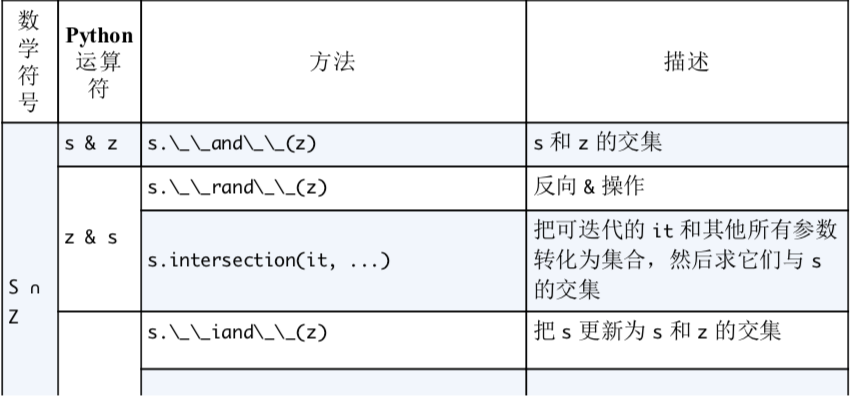 数
学
符
号
Python
运算
符
方法
描述
s & z
s.\_\_and\_\_(z)
s 和 z 的交集
z & s
s.\_\_rand\_\_(z)
反向 & 操作
s.intersection(it, ...)
把可迭代的 it 和其他所有参数
转化为集合，然后求它们与 s
的交集
S ∩
Z
s.\_\_iand\_\_(z)
把 s 更新为 s 和 z 的交集